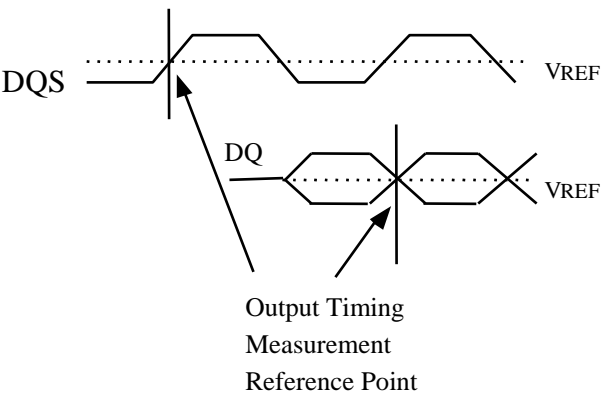 DQS
VREF
DQ
VREF
Output Timing
Measurement
Reference Point